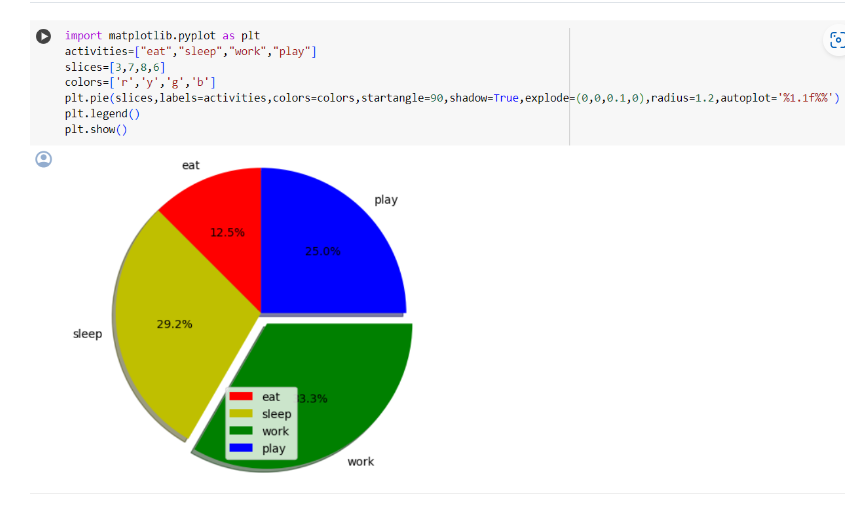 import matplotlib.pyplot as plt
activities=["eat","sleep","work","play"]
slices=[3,7,8,6]
colors=['r','y','g','b']
plt.pie(slices,labels=activities,colors=colors,startangle=90,shadow=True,explode=(0,0,0.1,0),radius=1.2,autoplot='%1.1f%%')
plt.legend()
plt.show()
eat
play
12.5%
25.0%
29.2%
sleep
eat
3.3%
sleep
work
play
work